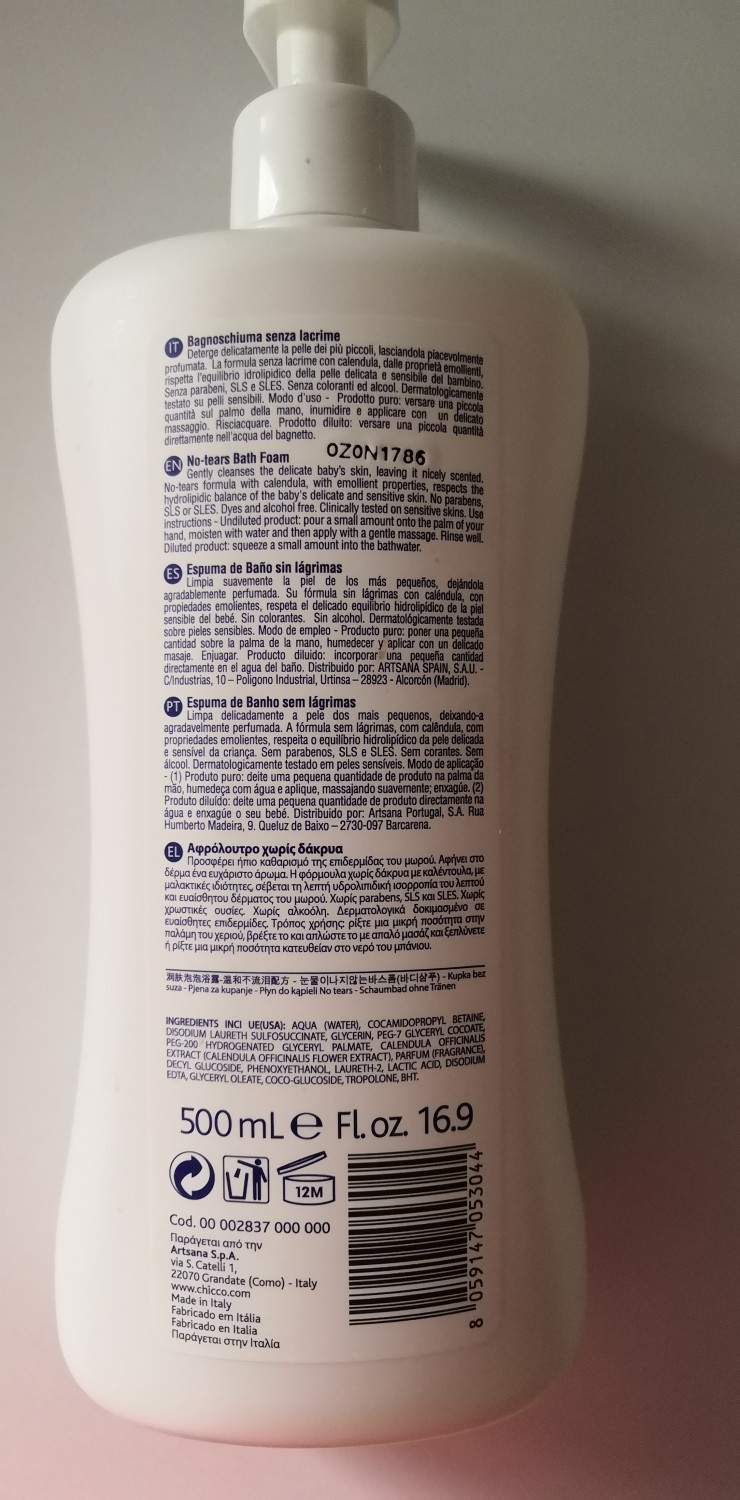 IT Bagnoschiuma senza lacrime
Deterge delicatamente la pelle dei più piccoli, lasciandola piacevolmente
profumata. La formula senza lacrime con calendula, dalle proprietà emollienti,
rispetta l'equilibrio idrolipidico della pelle delicata e sensibile del bambino.
Senza parabeni, SLS e SLES. Senza coloranti ed alcool. Dermatologicamente
testato su pelli sensibili. Modo d'uso - Prodotto puro: versare una piccola
quantità sul palmo della mano, inumidire e applicare con un delicato
massaggio. Risciacquare. Prodotto diluito: versare una piccola quantità
direttamente nell'acqua del bagnetto.
OZ0N1786
EN No-tears Bath Foam
Gently cleanses the delicate baby's skin, leaving it nicely scented.
No-tears formula with calendula, with emollient properties, respects the
hydrolipidic balance of the baby's delicate and sensitive skin. No parabens,
SLS or SLES. Dyes and alcohol free. Clinically tested on sensitive skins. Use
instructions - Undiluted product: pour a small amount onto the palm of your
hand, moisten with water and then apply with a gentle massage. Rinse well.
Diluted product: squeeze a small amount into the bathwater.
ES Espuma de Baño sin lágrimas
Limpia suavemente la piel de los más pequeños, dejándola
agradablemente perfumada. Su fórmula sin lágrimas con caléndula, con
propiedades emolientes, respeta el delicado equilibrio hidrolipídico de la piel
sensible del bebé. Sin colorantes. Sin alcohol. Dermatológicamente testada
sobre pieles sensibles. Modo de empleo - Producto puro: poner una pequeña
cantidad sobre la palma de la mano, humedecer y aplicar con un delicado
masaje. Enjuagar. Producto diluido: incorporar una pequeña cantidad
directamente en el agua del baño. Distribuido por: ARTSANA SPAIN, S.A.U. -
C/Industrias, 10 – Poligono Industrial, Urtinsa – 28923 - Alcorcón (Madrid).
PT Espuma de Banho sem lágrimas
Limpa delicadamente a pele dos mais pequenos, deixando-a
agradavelmente perfumada. A fórmula sem lágrimas, com calêndula, com
propriedades emolientes, respeita o equilíbrio hidrolipídico da pele delicada
e sensível da criança. Sem parabenos, SLS e SLES. Sem corantes. Sem
álcool. Dermatologicamente testado em peles sensíveis. Modo de aplicação
- (1) Produto puro: deite uma pequena quantidade de produto na palma da
mão, humedeça com água e aplique, massajando suavemente; enxagúe. (2)
Produto diluído: deite uma pequena quantidade de produto directamente na
água e enxagúe o seu bebé. Distribuido por: Artsana Portugal, S.A. Rua
Humberto Madeira, 9. Queluz de Baixo – 2730-097 Barcarena.
EL Αφρόλουτρο χωρίς δάκρυα
Προσφέρει ήπιο καθαρισμό της επιδερμίδας του μωρού. Αφήνει στο
δέρμα ένα ευχάριστο άρωμα. Η φόρμουλα χωρίς δάκρυα με καλέντουλα, με
μαλακτικές ιδιότητες, σέβεται τη λεπτή υδρολιπιδική ισορροπία του λεπτού
και ευαίσθητου δέρματος του μωρού. Χωρίς parabens, SLS και SLES. Χωρίς
χρωστικές ουσίες. Χωρίς αλκοόλη. Δερματολογικά δοκιμασμένο σε
ευαίσθητες επιδερμίδες. Τρόπος χρήσης: ρίξτε μια μικρή ποσότητα στην
παλάμη του χεριού, βρέξτε το και απλώστε το με απαλό μασάζ και ξεπλύνετε
ή ρίξτε μια μικρή ποσότητα κατευθείαν στο νερό του μπάνιου.
润肤泡泡浴露-温和不流泪配方 - 눈물이나지않는바스폼(바디샴푸) - Kupka bez
suza - Pjena za kupanje - Płyn do kąpieli No tears - Schaumbad ohne Tränen
INGREDIENTS INCI UE(USA): AQUA (WATER), COCAMIDOPROPYL BETAINE,
DISODIUM LAURETH SULFOSUCCINATE, GLYCERIN, PEG-7 GLYCERYL COCOATE,
PEG-200 HYDROGENATED GLYCERYL PALMATE, CALENDULA OFFICINALIS
EXTRACT (CALENDULA OFFICINALIS FLOWER EXTRACT), PARFUM (FRAGRANCE),
DECYL GLUCOSIDE, PHENOXYETHANOL, LAURETH-2, LACTIC ACID, DISODIUM
EDTA, GLYCERYL OLEATE, COCO-GLUCOSIDE, TROPOLONE, BHT.
500 mL e Fl. oz. 16.9
12M
Cod. 00 002837 000 000
Παράγεται από την
Artsana S.p.A.
via S. Catelli 1,
22070 Grandate (Como) - Italy
www.chicco.com
Made in Italy
Fabricado em Itália
Fabricado en Italia
Παράγεται στην Ιταλία
8 059147 053044